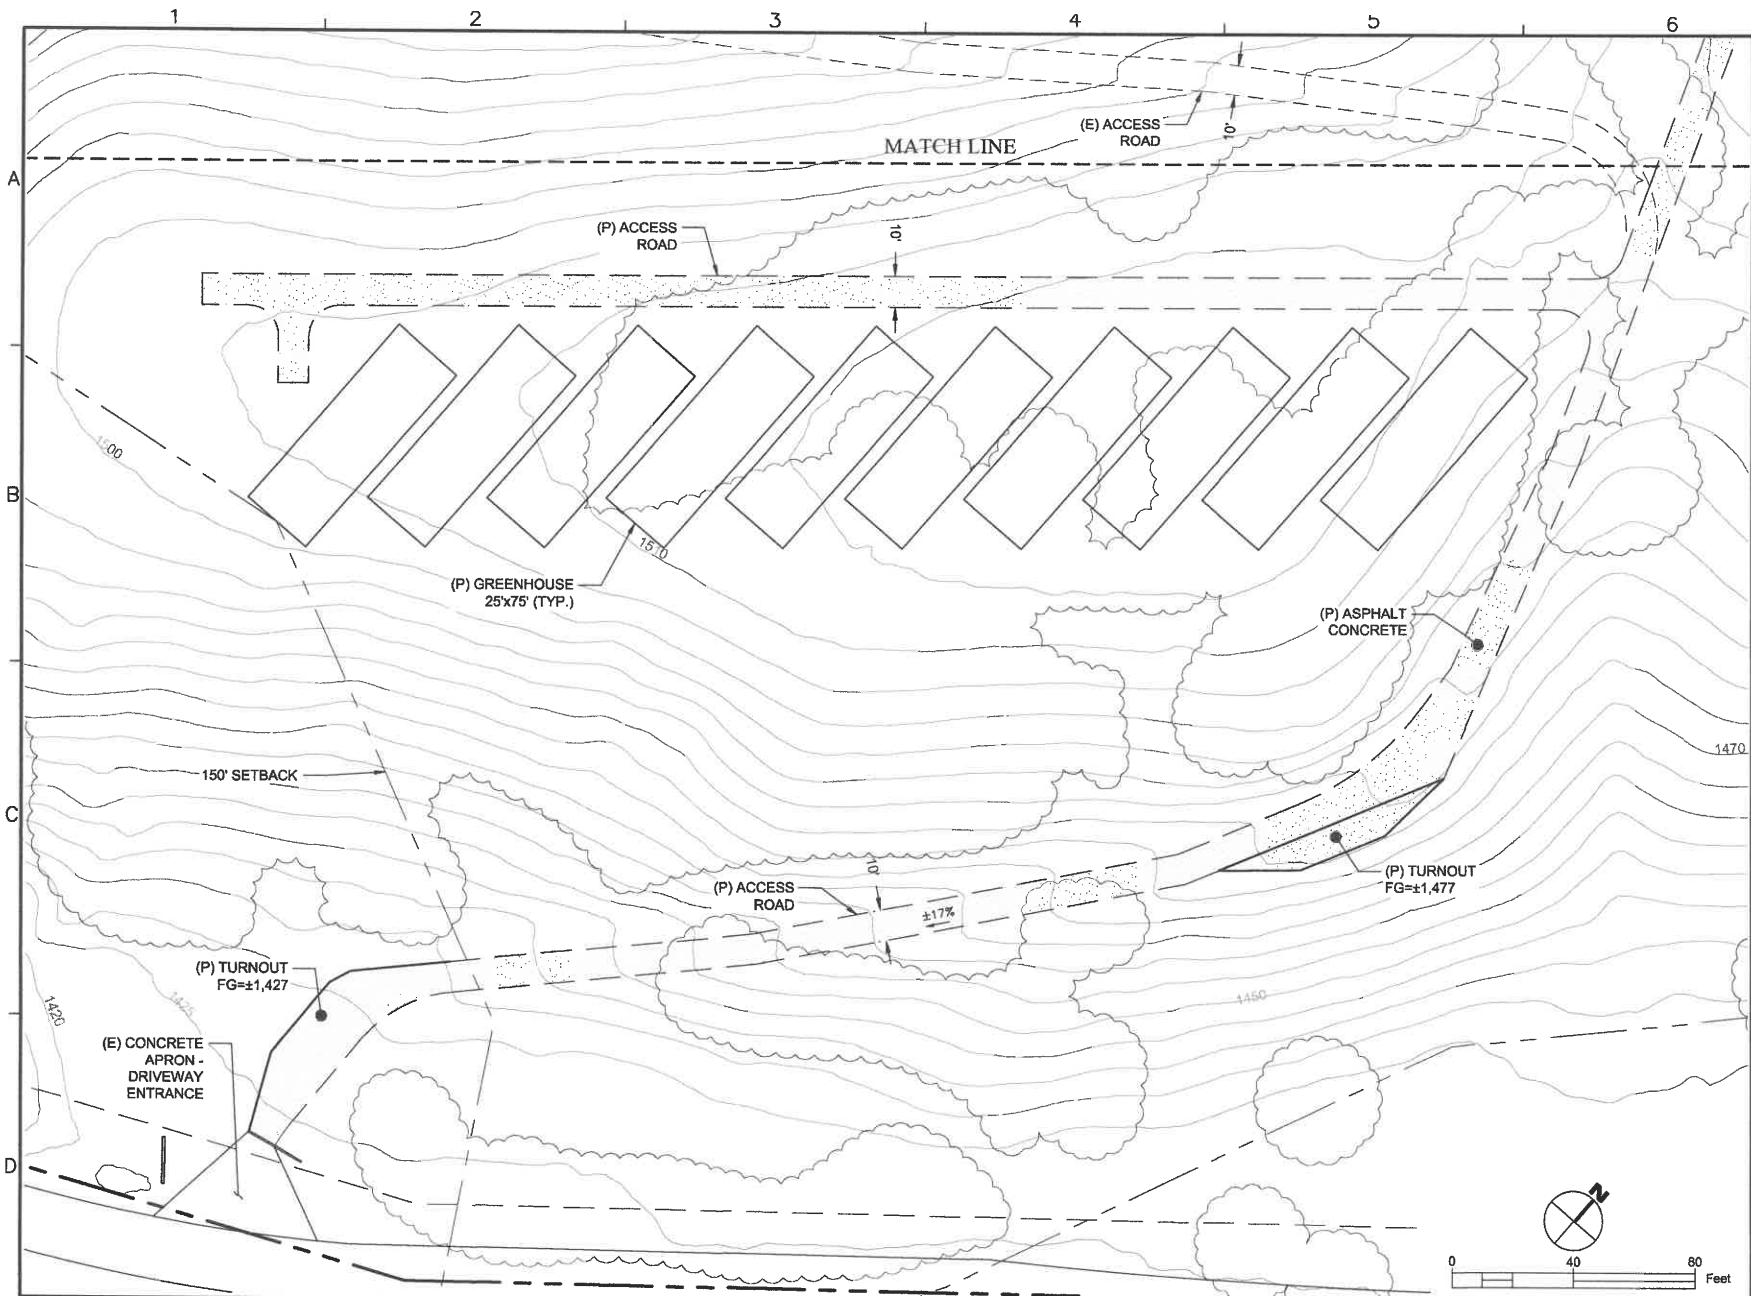 1 2 3 4 5 6
A
B
C
D
(E) ACCESS
ROAD
10'
MATCH LINE
(P) ACCESS
ROAD
10'
1500
(P) GREENHOUSE
25'x75' (TYP.)
1510
(P) ASPHALT
CONCRETE
150' SETBACK
1470
(P) ACCESS
ROAD
10'
±17%
(P) TURNOUT
FG=±1,477
(P) TURNOUT
FG=±1,427
1420
1425
1450
(E) CONCRETE
APRON -
DRIVEWAY
ENTRANCE
N
0 40 80
Feet